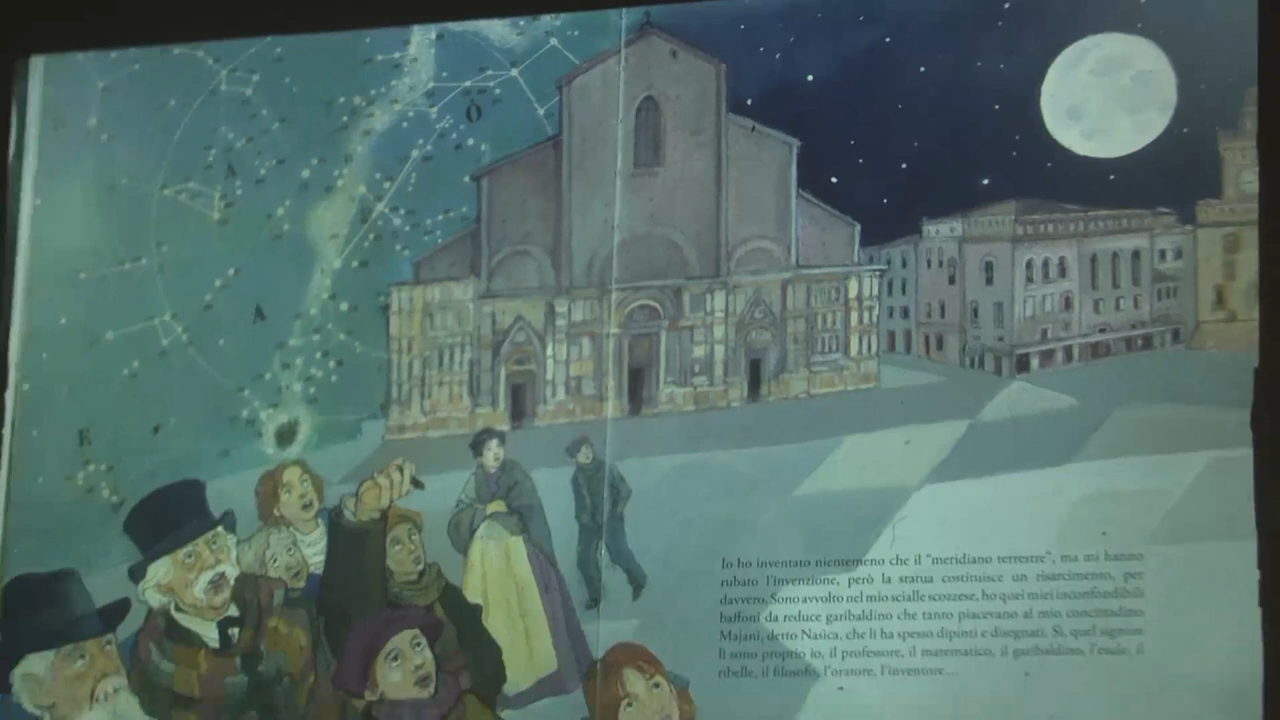 O
A
A
B
Io ho inventato nientemeno che il "meridiano terrestre", ma mi hanno
rubato l'invenzione, però la statua costituisce un risarcimento, per
davvero. Sono avvolto nel mio scialle scozzese, ho quei miei inconfondibili
baffoni da reduce garibaldino che tanto piacevano al mio concittadino
Majani, detto Nasìca, che li ha spesso dipinti e disegnati. Sì, quel signore
lì sono proprio io, il professore, il matematico, il garibaldino, l'esule, il
ribelle, il filosofo, l'oratore, l'inventore...